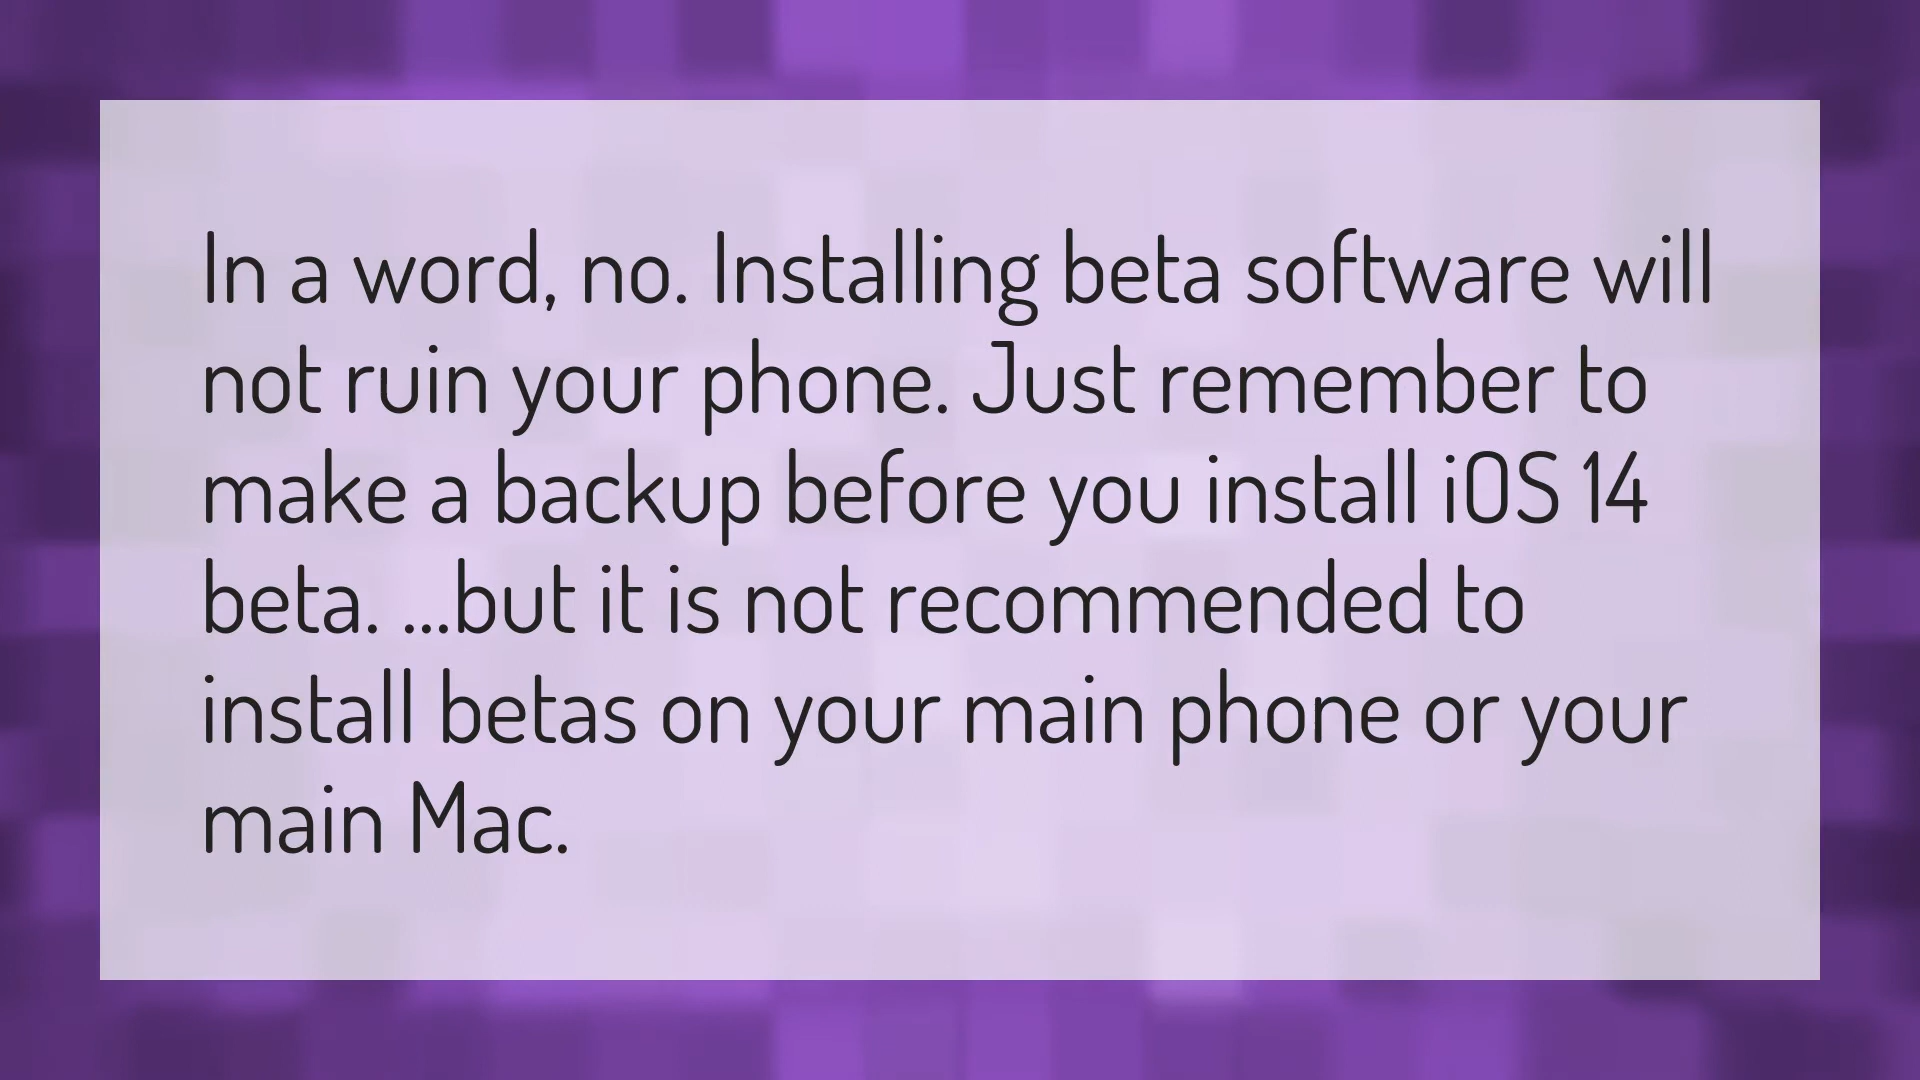 In a word, no. Installing beta software will
not ruin your phone. Just remember to
make a backup before you install iOS 14
beta. ...but it is not recommended to
install betas on your main phone or your
main Mac.